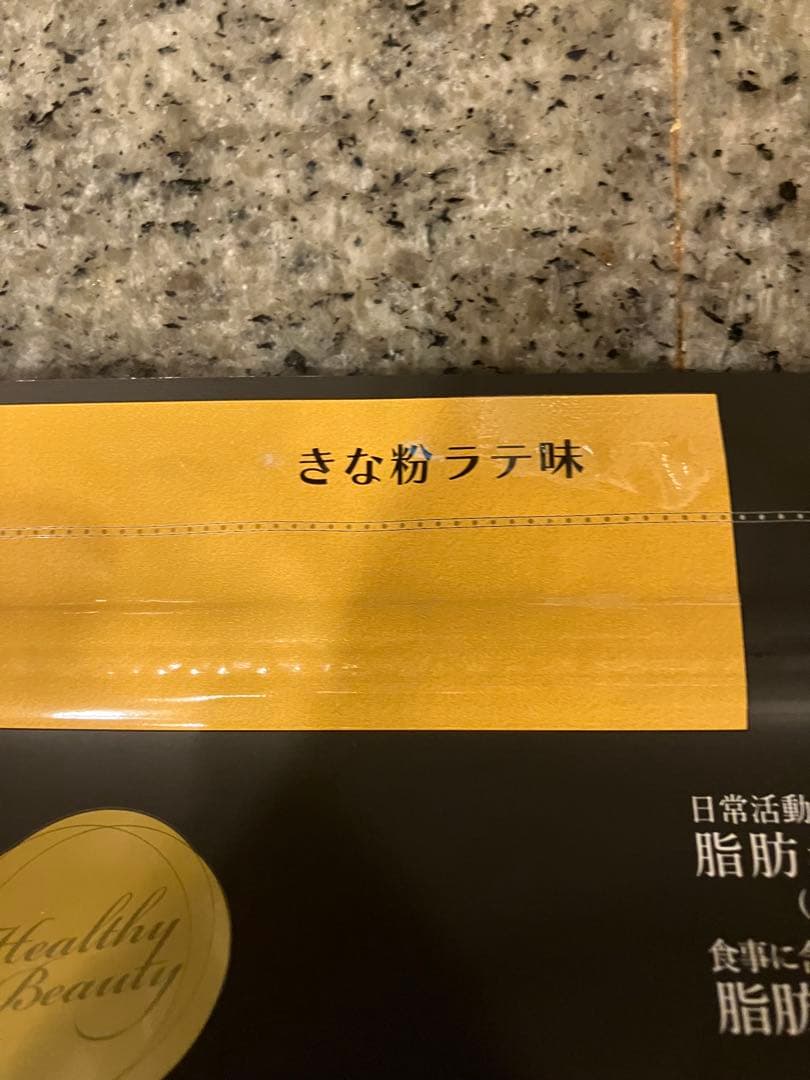 きな粉ラテ味
日常活動
脂肪
食事に
脂肪
Healthy
Beauty